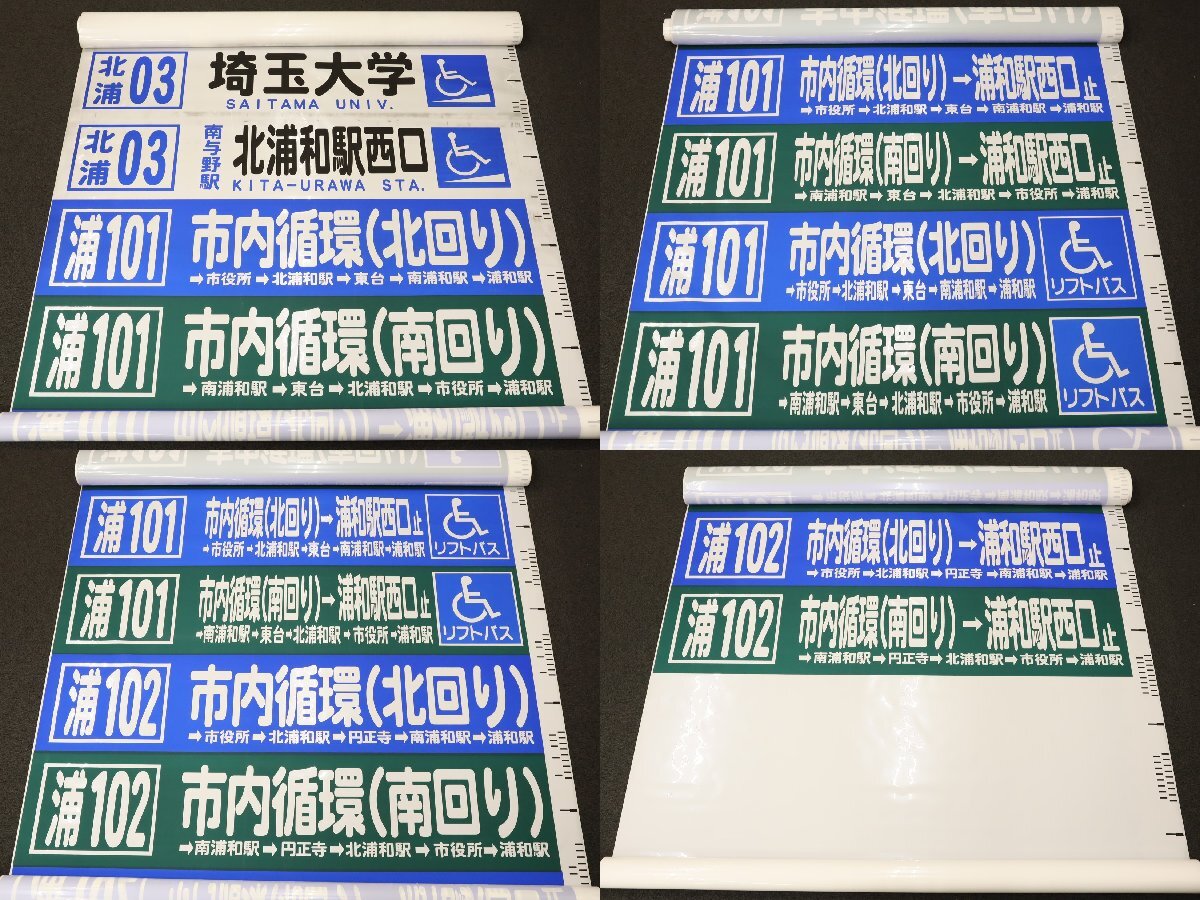 北浦03 埼玉大学
SAITAMA UNIV.
北浦03 南与野駅 北浦和駅西口
KITA-URAWA STA.
浦101 市内循環(北回り)
→市役所→北浦和駅→東台→南浦和駅→浦和駅
浦101 市内循環(南回り)
→南浦和駅→東台→北浦和駅→市役所→浦和駅
浦101 市内循環(北回り)→浦和駅西口止
→市役所→北浦和駅→東台→南浦和駅→浦和駅
浦101 市内循環(南回り)→浦和駅西口止
→南浦和駅→東台→北浦和駅→市役所→浦和駅
浦101 市内循環(北回り)
→市役所→北浦和駅→東台→南浦和駅→浦和駅
リフトバス
浦101 市内循環(南回り)
→南浦和駅→東台→北浦和駅→市役所→浦和駅
リフトバス
浦101 市内循環(北回り)→浦和駅西口止
→市役所→北浦和駅→東台→南浦和駅→浦和駅
リフトバス
浦101 市内循環(南回り)→浦和駅西口止
→南浦和駅→東台→北浦和駅→市役所→浦和駅
リフトバス
浦102 市内循環(北回り)
→市役所→北浦和駅→円正寺→南浦和駅→浦和駅
浦102 市内循環(南回り)
→南浦和駅→円正寺→北浦和駅→市役所→浦和駅
浦102 市内循環(北回り)→浦和駅西口止
→市役所→北浦和駅→円正寺→南浦和駅→浦和駅
浦102 市内循環(南回り)→浦和駅西口止
→南浦和駅→円正寺→北浦和駅→市役所→浦和駅